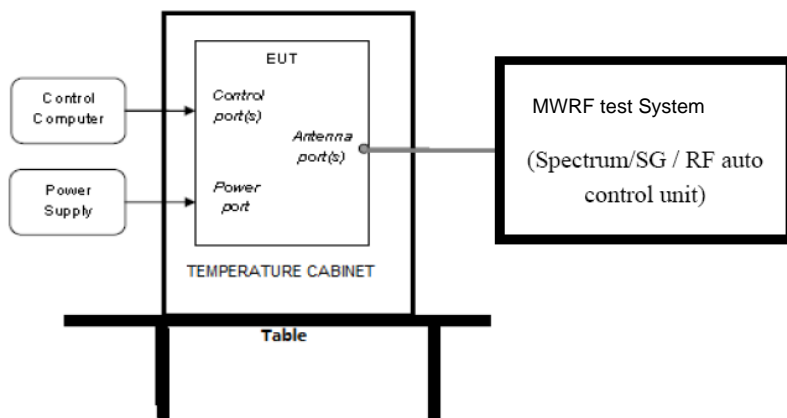 EUT
Control
Computer
Control
port(s)
Antenna
port(s)
Power
Supply
Power
port
TEMPERATURE CABINET
Table
MWRF test System
(Spectrum/SG / RF auto
control unit)